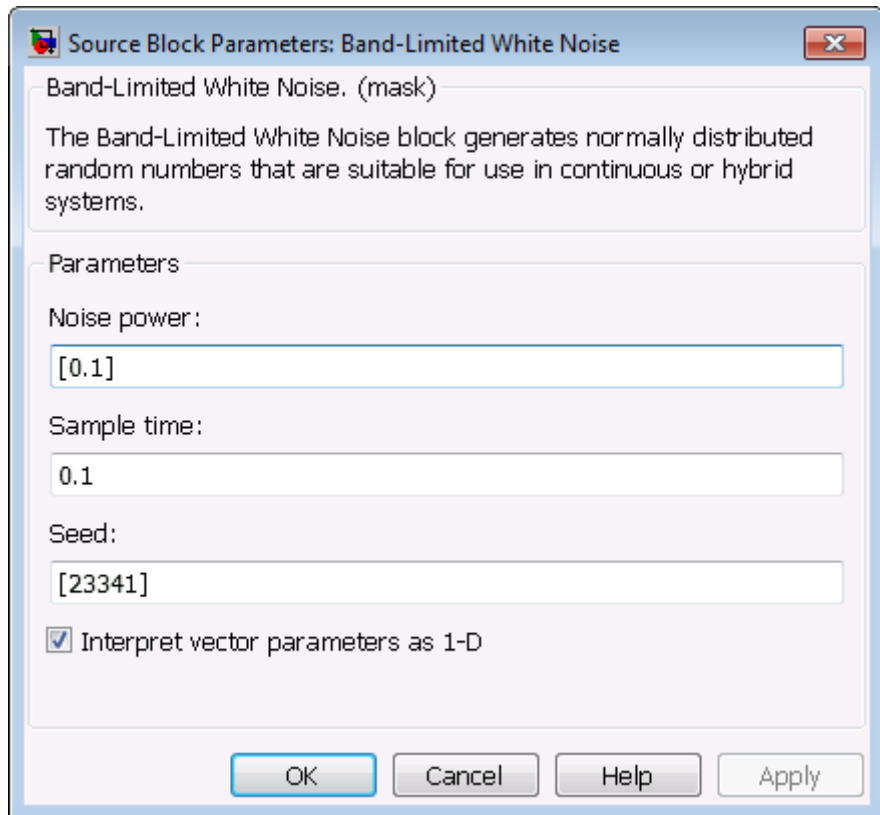 Source Block Parameters: Band-Limited White Noise
Band-Limited White Noise. (mask)
The Band-Limited White Noise block generates normally distributed
random numbers that are suitable for use in continuous or hybrid
systems.
Parameters
Noise power:
[0.1]
Sample time:
0.1
Seed:
[23341]
Interpret vector parameters as 1-D
OK Cancel Help Apply